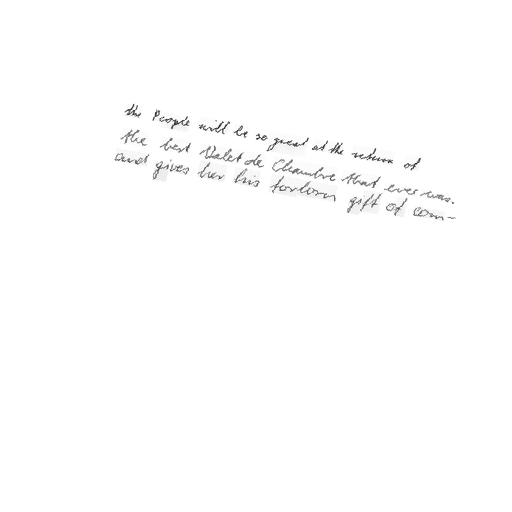 the People will be so great at the return of
the best Valet de Chambre that ever was.
and gives her his forlorn gift of com-